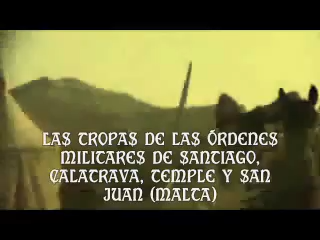 LAS TROPAS DE LAS ÓRDENES
MILITARES DE SANTIAGO,
CALATRAVA, TEMPLE Y SAN
JUAN (MALTA)